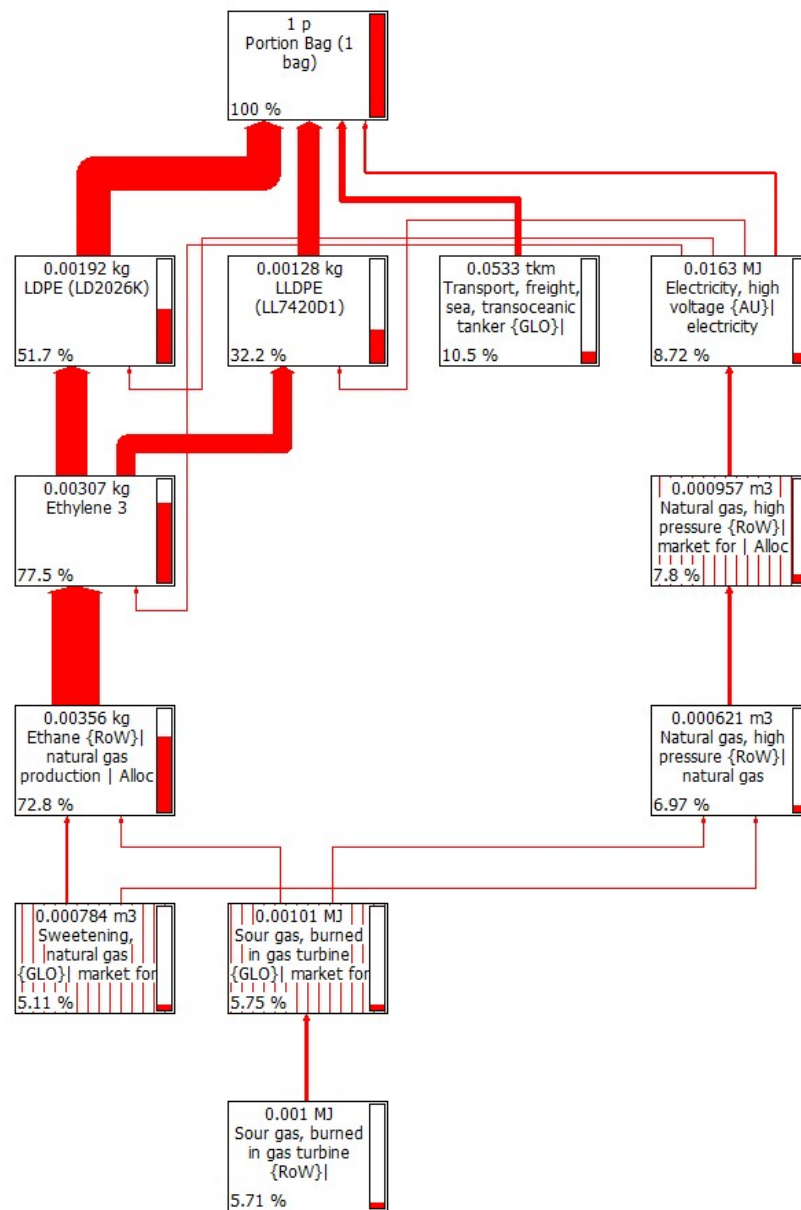 1 p
Portion Bag (1
bag)
100 %
0.00192 kg
LDPE (LD2026K)
51.7 %
0.00128 kg
LLDPE
(LL7420D1)
32.2 %
0.0533 tkm
Transport, freight,
sea, transoceanic
tanker {GLO}|
10.5 %
0.0163 MJ
Electricity, high
voltage {AU}|
electricity
8.72 %
0.00307 kg
Ethylene 3
77.5 %
0.000957 m3
Natural gas, high
pressure {RoW}|
market for | Alloc
7.8 %
0.00356 kg
Ethane {RoW}|
natural gas
production | Alloc
72.8 %
0.000621 m3
Natural gas, high
pressure {RoW}|
natural gas
6.97 %
0.000784 m3
Sweetening,
natural gas
{GLO}| market for
5.11 %
0.00101 MJ
Sour gas, burned
in gas turbine
{GLO}| market for
5.75 %
0.001 MJ
Sour gas, burned
in gas turbine
{RoW}|
5.71 %